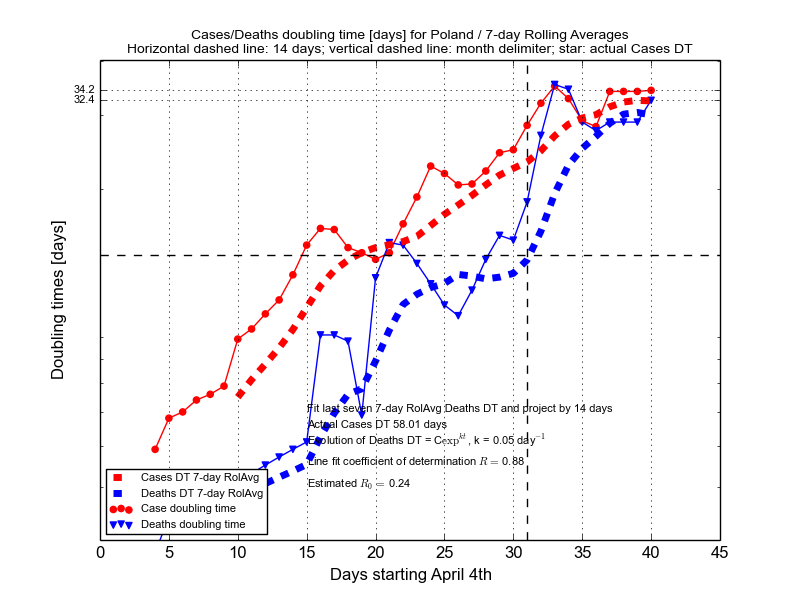 Cases/Deaths doubling time [days] for Poland / 7-day Rolling Averages
Horizontal dashed line: 14 days; vertical dashed line: month delimiter; star: actual Cases DT
34.2
32.4
Doubling times [days]
Fit last seven 7-day RolAvg Deaths DT and project by 14 days
Actual Cases DT 58.01 days
Evolution of Deaths DT = Cexp^{kt}, k = 0.05 day^{-1}
Line fit coefficient of determination R = 0.88
Estimated R_0 = 0.24
Cases DT 7-day RolAvg
Deaths DT 7-day RolAvg
Case doubling time
Deaths doubling time
0 5 10 15 20 25 30 35 40 45
Days starting April 4th